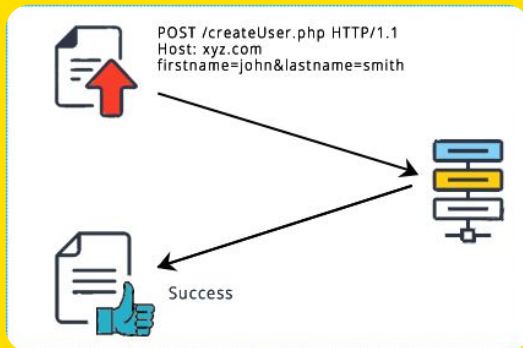 POST /createUser.php HTTP/1.1
Host: xyz.com
firstname=john&lastname=smith
Success